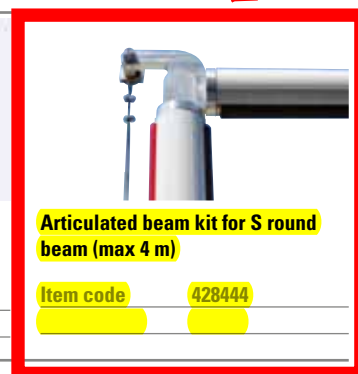 Articulated beam kit for S round
beam (max 4 m)
Item code 428444